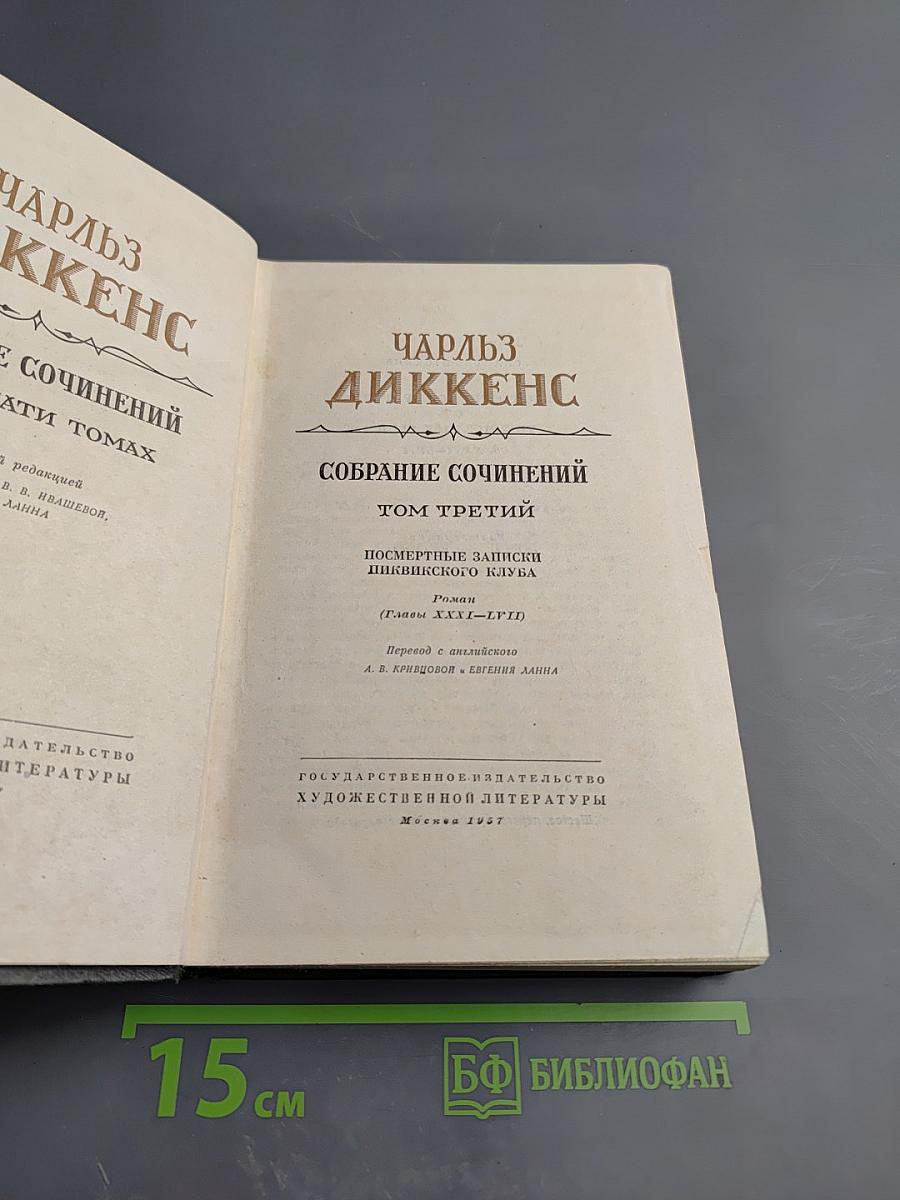 ЧАРЛЬЗ
ККЕНС
Е СОЧИНЕНИЙ
ЦАТИ ТОМАХ
й редакцией
В. В. ИВАШЕВОЙ,
ЛАННА
ДАТЕЛЬСТВО
ИТЕРАТУРЫ
ЧАРЛЬЗ
ДИККЕНС
СОБРАНИЕ СОЧИНЕНИЙ
ТОМ ТРЕТИЙ
ПОСМЕРТНЫЕ ЗАПИСКИ
ПИКВИКСКОГО КЛУБА
Роман
(Главы XXXI—LVII)
Перевод с английского
А. В. КРИВЦОВОЙ и ЕВГЕНИЯ ЛАННА
ГОСУДАРСТВЕННОЕ ИЗДАТЕЛЬСТВО
ХУДОЖЕСТВЕННОЙ ЛИТЕРАТУРЫ
Москва 1957
15 см
БФ БИБЛИОФАН